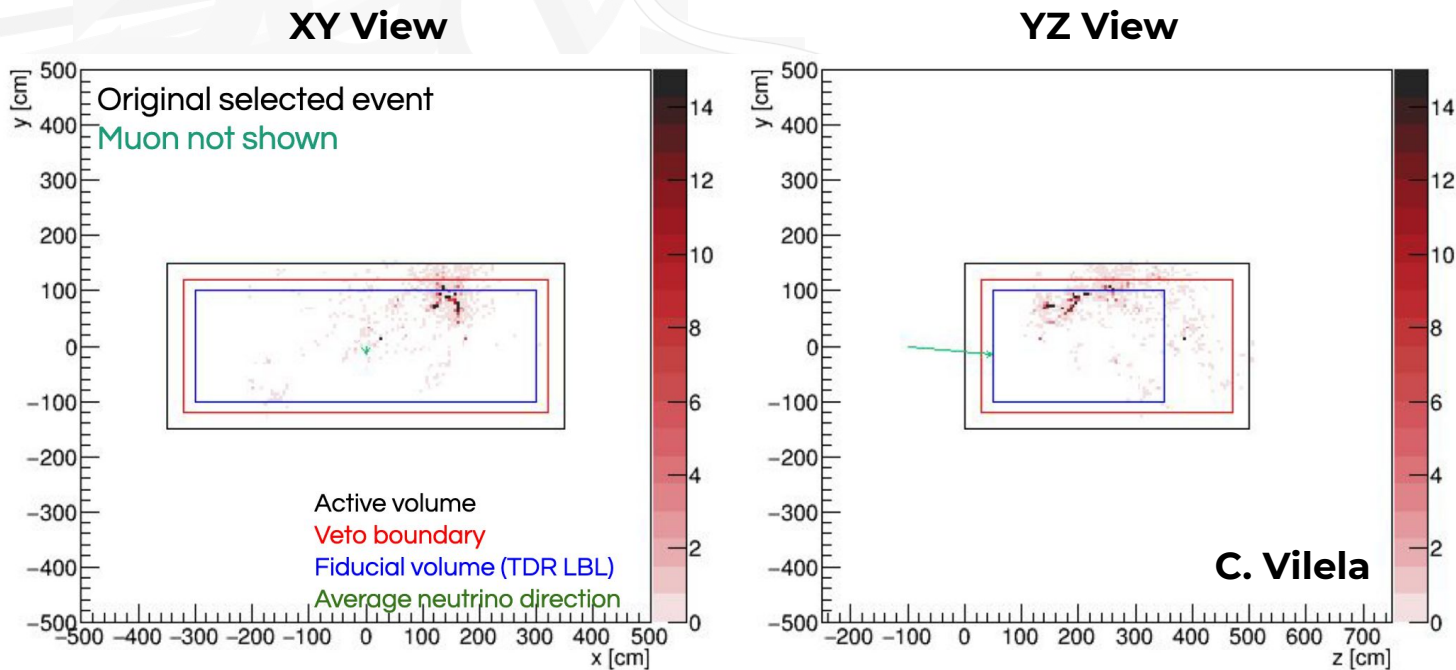 XY View
YZ View
Original selected event
Muon not shown
Active volume
Veto boundary
Fiducial volume (TDR LBL)
Average neutrino direction
y [cm]
500
400
300
200
100
0
−100
−200
−300
−400
−500
−500 −400 −300 −200 −100 0 100 200 300 400 500
x [cm]
14
12
10
8
6
4
2
0
C. Vilela
y [cm]
500
400
300
200
100
0
−100
−200
−300
−400
−500
−200 −100 0 100 200 300 400 500 600 700
z [cm]
14
12
10
8
6
4
2
0